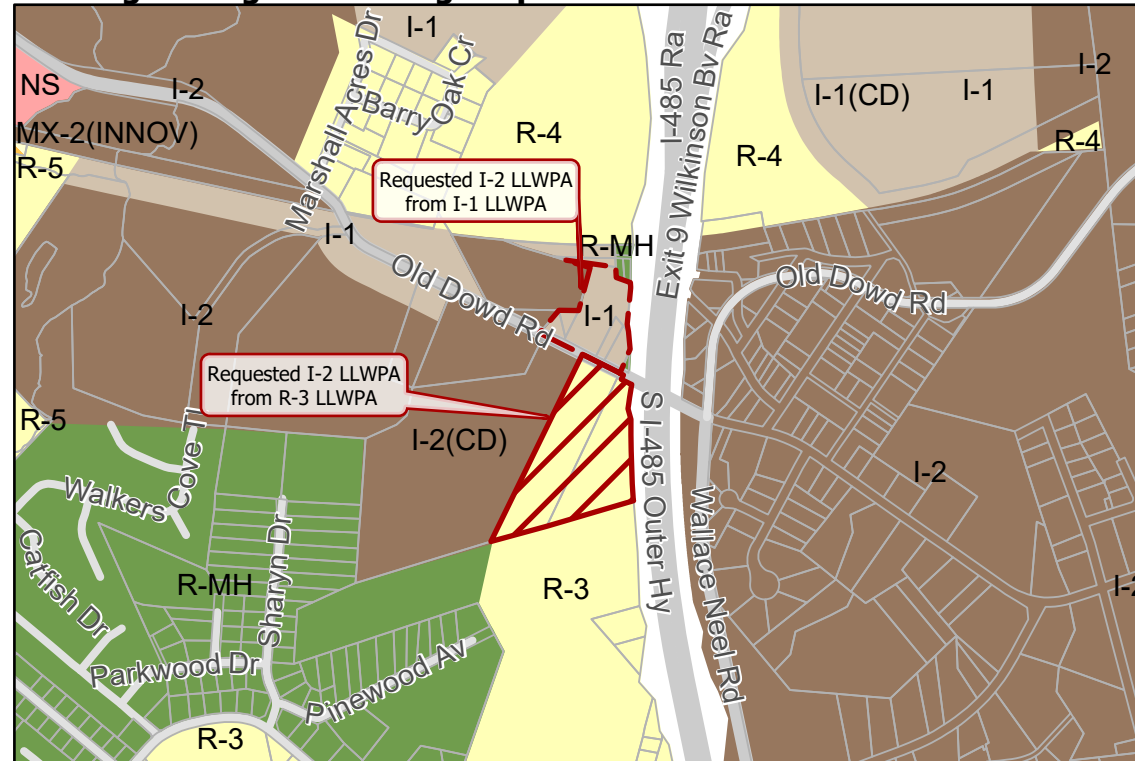 I-1
I-2
NS
I-2
Marshall Acres Dr
Barry
Oak Cr
I-485 Ra
Exit 9 Wilkinson Bv Ra
I-1(CD)
I-1
MX-2(INNOV)
R-4
R-4
R-4
R-5
Requested I-2 LLWPA
from I-1 LLWPA
I-1
R-MH
Old Dowd Rd
Old Dowd Rd
I-2
I-1
Requested I-2 LLWPA
from R-3 LLWPA
R-5
I-2(CD)
S I-485 Outer Hy
I-2
Walkers
Cove Tl
Wallace Neel Rd
Catfish Dr
Sharyn Dr
R-MH
R-3
Parkwood Dr
Pinewood Av
R-3